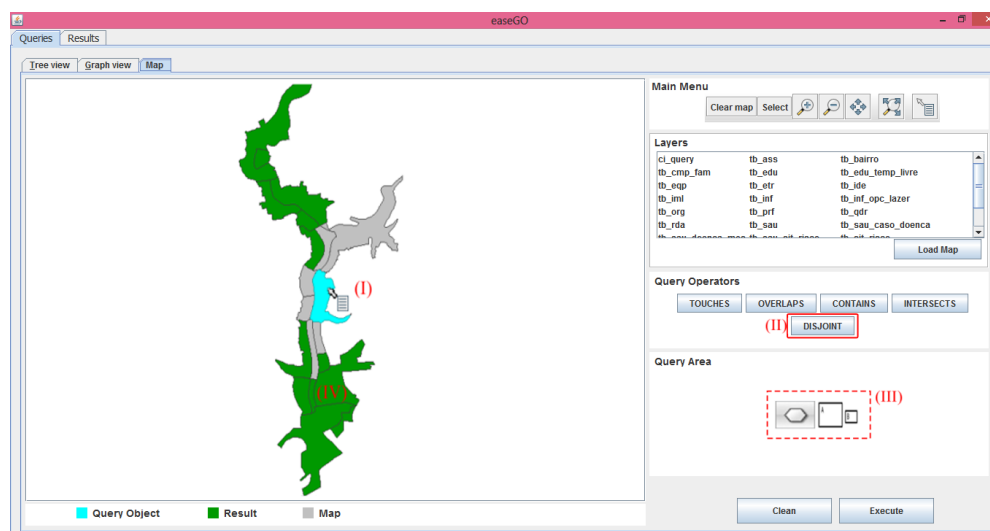 easeGO
Queries Results
Tree view Graph view Map
Main Menu
Clear map Select
Layers
ci_query tb_ass tb_bairro
tb_cmp_fam tb_edu tb_edu_temp_livre
tb_eqp tb_etr tb_ide
tb_iml tb_inf tb_inf_opc_lazer
tb_org tb_prf tb_qdr
tb_rda tb_sau tb_sau_caso_doenca
Load Map
(I)
Query Operators
TOUCHES OVERLAPS CONTAINS INTERSECTS
(II) DISJOINT
Query Area
(IV)
(III)
Clean Execute
Query Object Result Map